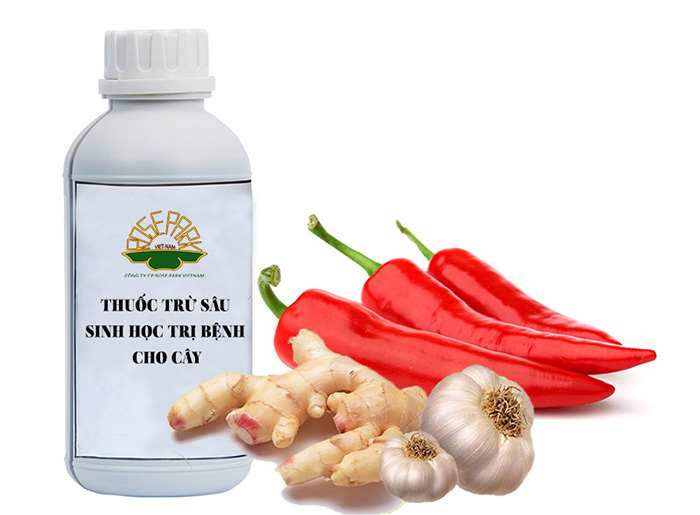 ROSE PARK
VIET NAM
CÔNG TY CP ROSE PARK VIETNAM
THUỐC TRỪ SÂU
SINH HỌC TRỊ BỆNH
CHO CÂY